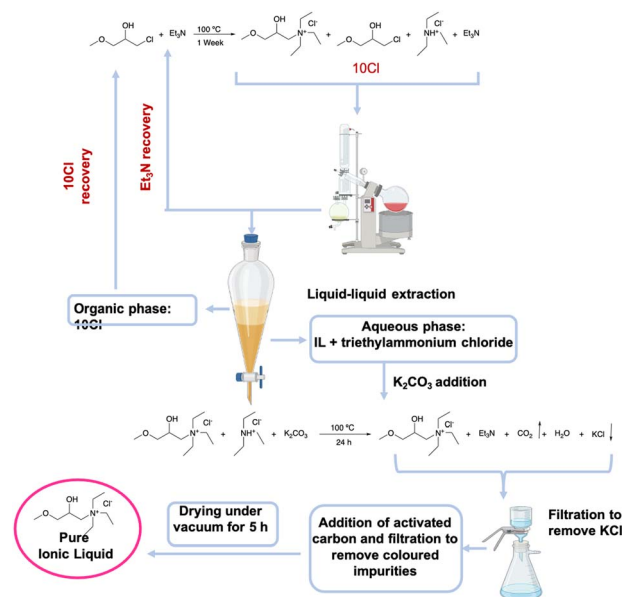 OH
O
Cl
+
Et₃N
100 ºC
1 Week
OH
O
N⁺
Cl⁻
+
OH
O
Cl
+
Cl⁻
NH⁺
+
Et₃N
10Cl
10Cl
recovery
Et₃N recovery
Liquid-liquid extraction
Organic phase:
10Cl
Aqueous phase:
IL + triethylammonium chloride
K₂CO₃ addition
OH
O
N⁺
Cl⁻
+
Cl⁻
NH⁺
+
K₂CO₃
100 ºC
24 h
OH
O
N⁺
Cl⁻
+
Et₃N
+
CO₂
+
H₂O
+
KCl
Filtration to
remove KCl
Addition of activated
carbon and filtration to
remove coloured
impurities
Drying under
vacuum for 5 h
OH
O
N⁺
Cl⁻
Pure
Ionic Liquid